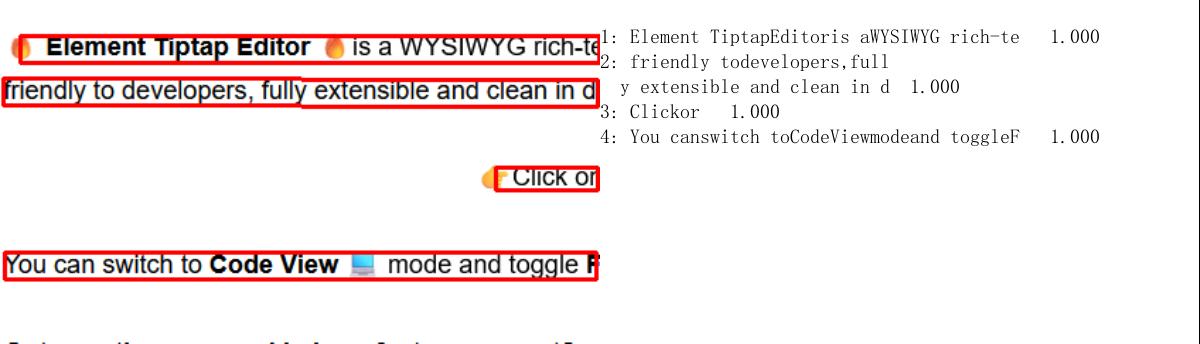 🔥 Element Tiptap Editor 🔥 is a WYSIWYG rich-te
friendly to developers, fully extensible and clean in d
👉Click or
You can switch to Code View 💻 mode and toggle F
1: Element TiptapEditoris aWYSIWYG rich-te 1.000
2: friendly todevelopers,full
y extensible and clean in d 1.000
3: Clickor 1.000
4: You canswitch toCodeViewmodeand toggleF 1.000